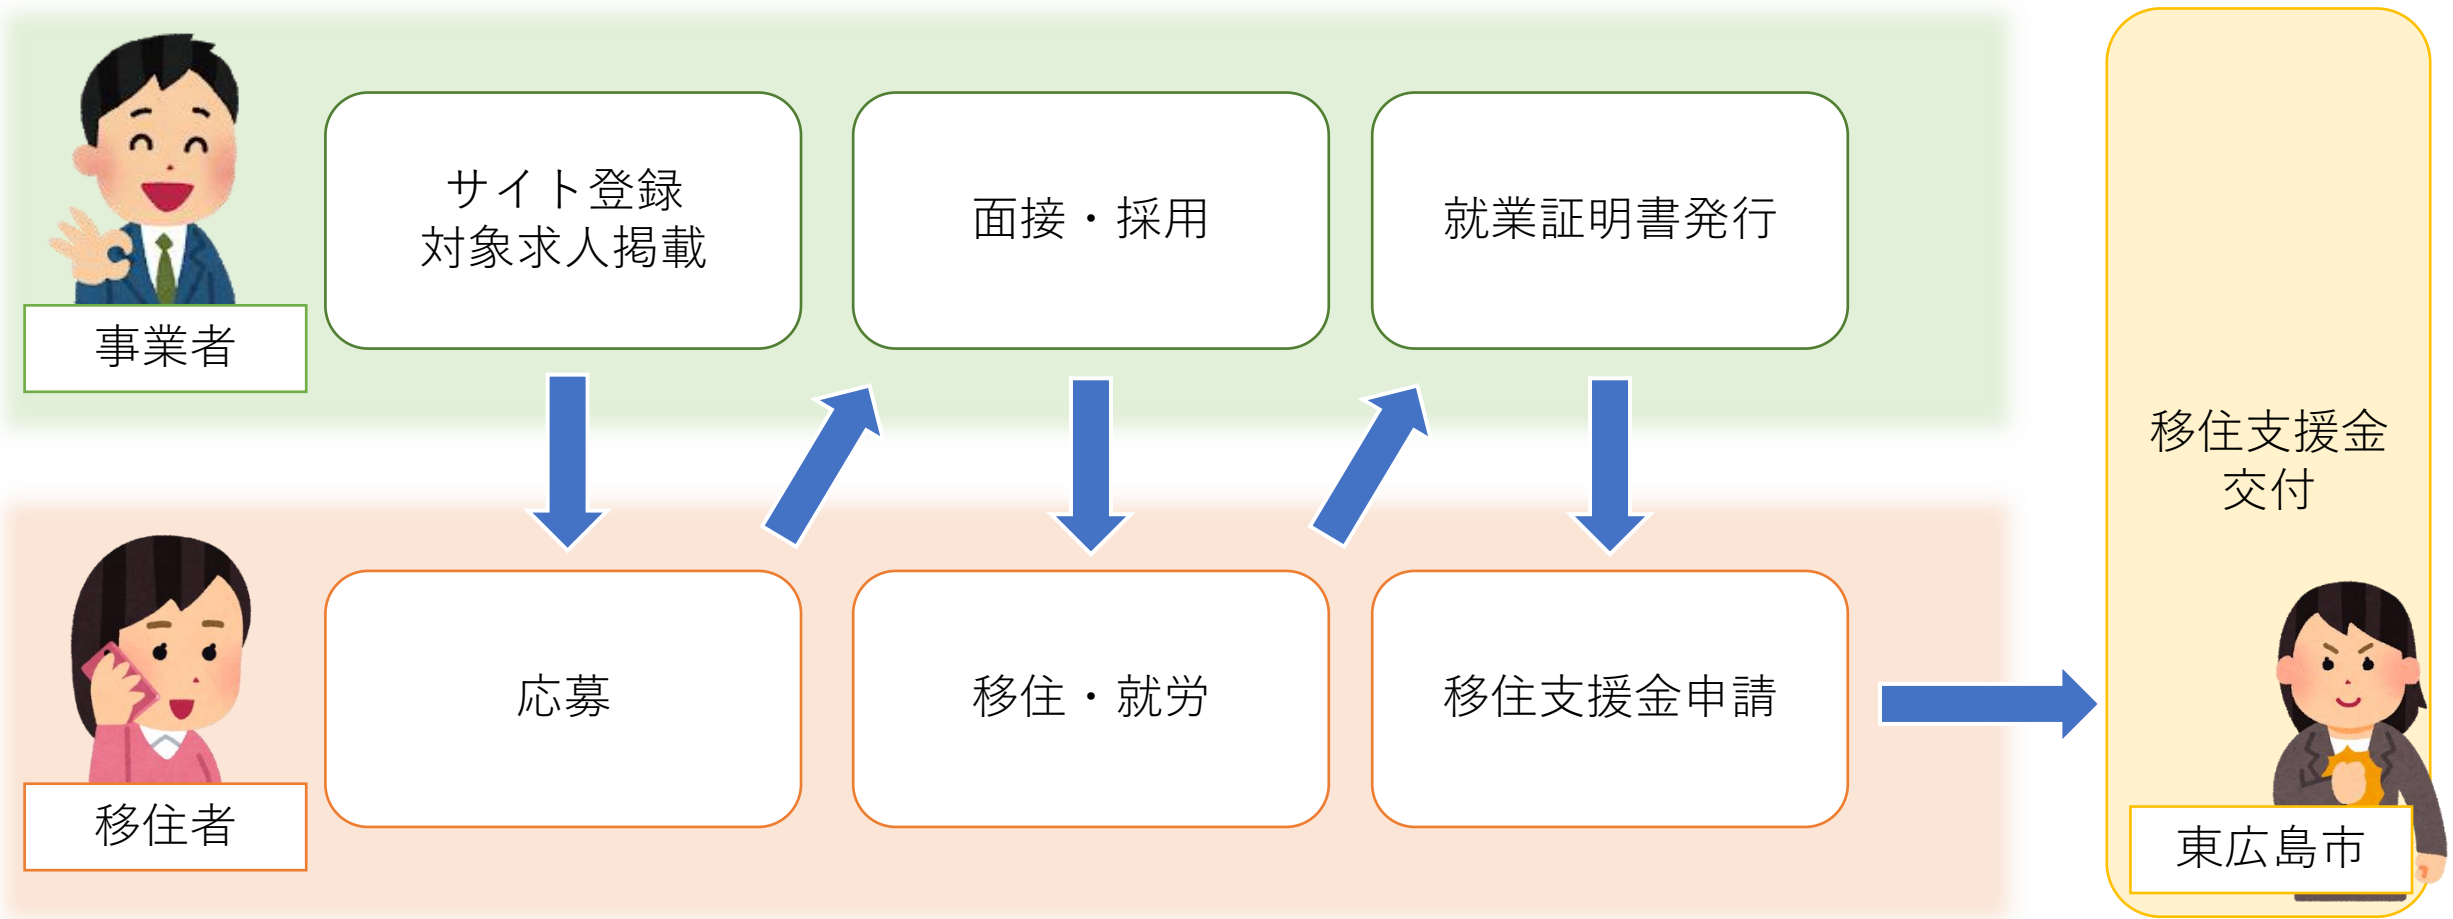 事業者
サイト登録
対象求人掲載
面接・採用
就業証明書発行
移住者
応募
移住・就労
移住支援金申請
移住支援金
交付
東広島市